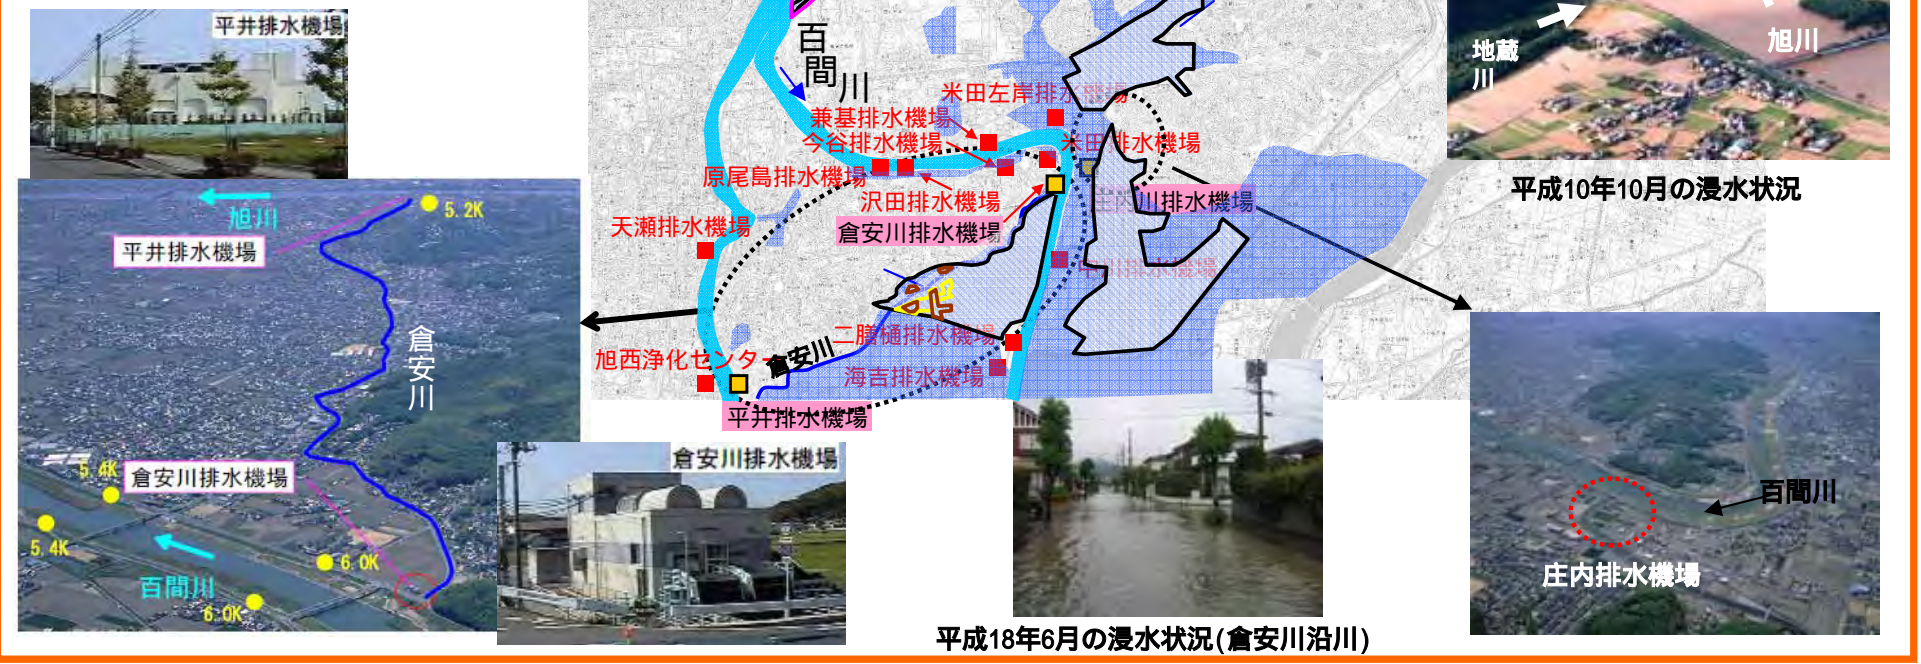 平井排水機場
旭川
5.2K
平井排水機場
倉安川
5.4K
倉安川排水機場
5.4K
6.0K
百間川
6.0K
百間川
米田左岸排水機場
兼基排水機場
今谷排水機場
米田排水機場
原尾島排水機場
沢田排水機場
庄内川排水機場
天瀬排水機場
倉安川排水機場
中川排水機場
二股樋排水機場
旭西浄化センター
倉安川
海吉排水機場
平井排水機場
倉安川排水機場
平成18年6月の浸水状況(倉安川沿川)
地蔵
川
旭川
平成10年10月の浸水状況
百間川
庄内排水機場